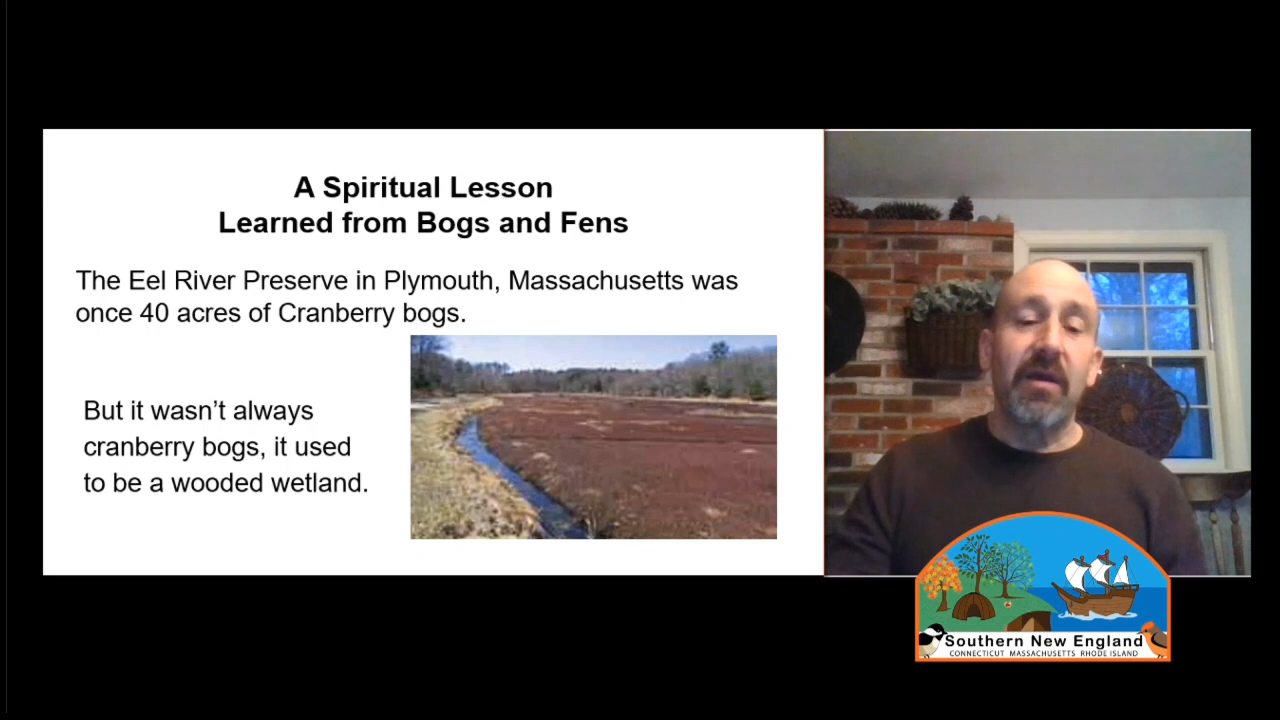 A Spiritual Lesson
Learned from Bogs and Fens
The Eel River Preserve in Plymouth, Massachusetts was
once 40 acres of Cranberry bogs.
But it wasn’t always
cranberry bogs, it used
to be a wooded wetland.
Southern New England
CONNECTICUT MASSACHUSETTS RHODE ISLAND